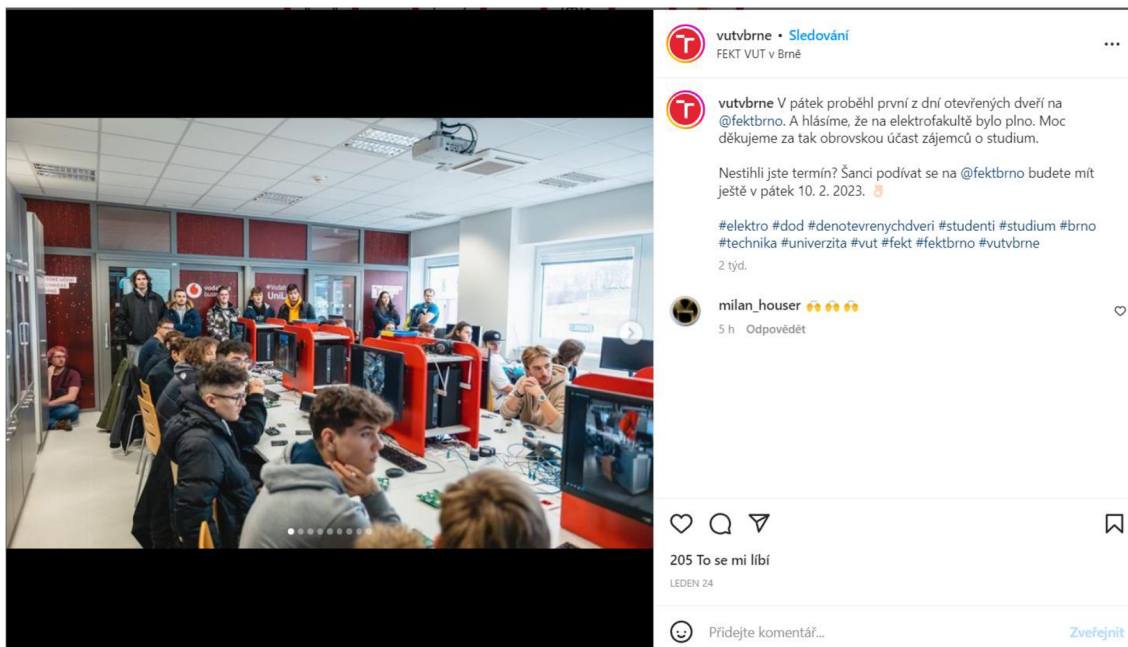 vutvbrne • Sledování
FEKT VUT v Brně
vutvbrne V pátek proběhl první z dní otevřených dveří na
@fektbrno. A hlásíme, že na elektrofakultě bylo plno. Moc
děkujeme za tak obrovskou účast zájemců o studium.
Nestihli jste termín? Šanci podívat se na @fektbrno budete mít
ještě v pátek 10. 2. 2023. 👌🏻
#elektro #dod #denotevrenychdveri #studenti #studium #brno
#technika #univerzita #vut #fekt #fektbrno #vutvbrne
2 týd.
milan_houser 🙌 🙌 🙌
5 h Odpovědět
205 To se mi líbí
LEDEN 24
Přidejte komentář...
Zveřejnit